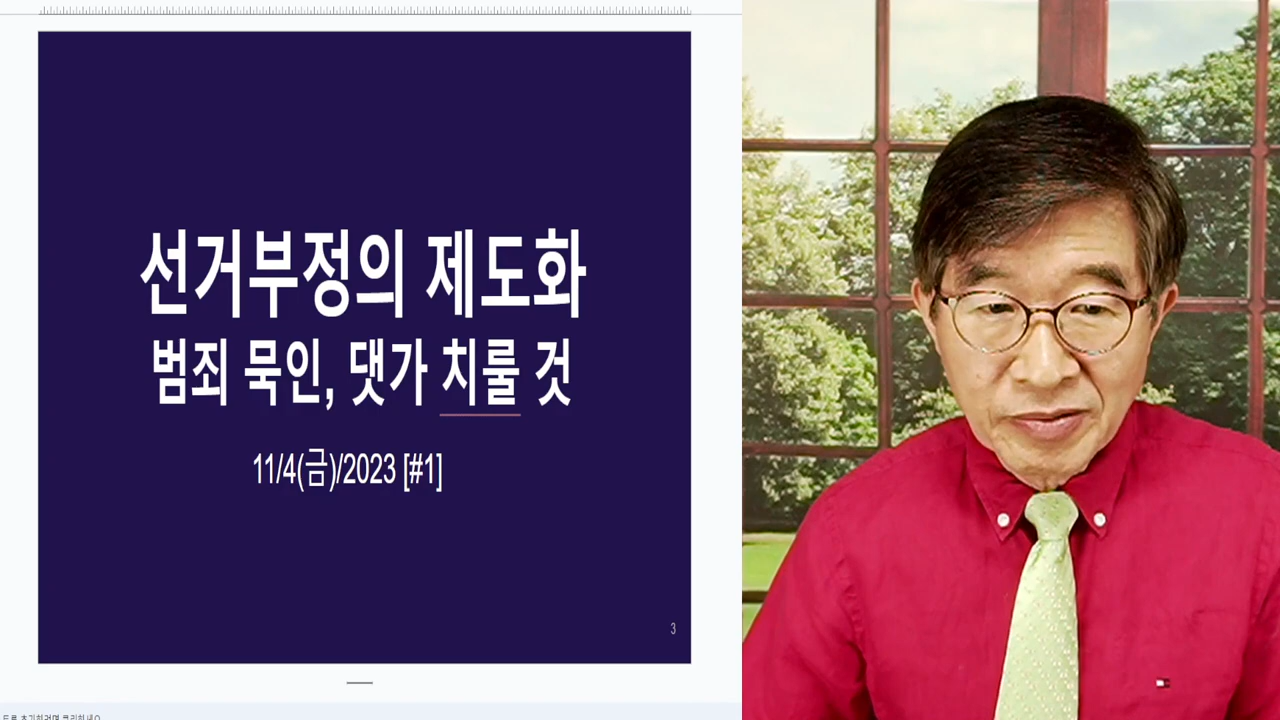 선거부정의 제도화
범죄 묵인, 댓가 치룰 것
11/4(금)/2023 [#1]
3